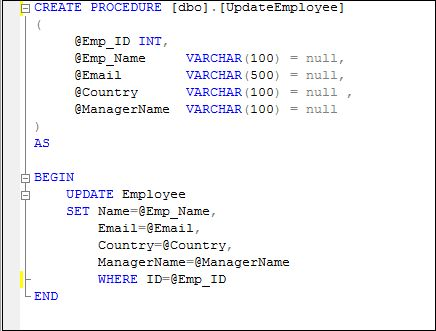 CREATE PROCEDURE [dbo].[UpdateEmployee]
(
@Emp_ID INT,
@Emp_Name VARCHAR(100) = null,
@Email VARCHAR(500) = null,
@Country VARCHAR(100) = null ,
@ManagerName VARCHAR(100) = null
)
AS
BEGIN
UPDATE Employee
SET Name=@Emp_Name,
Email=@Email,
Country=@Country,
ManagerName=@ManagerName
WHERE ID=@Emp_ID
END